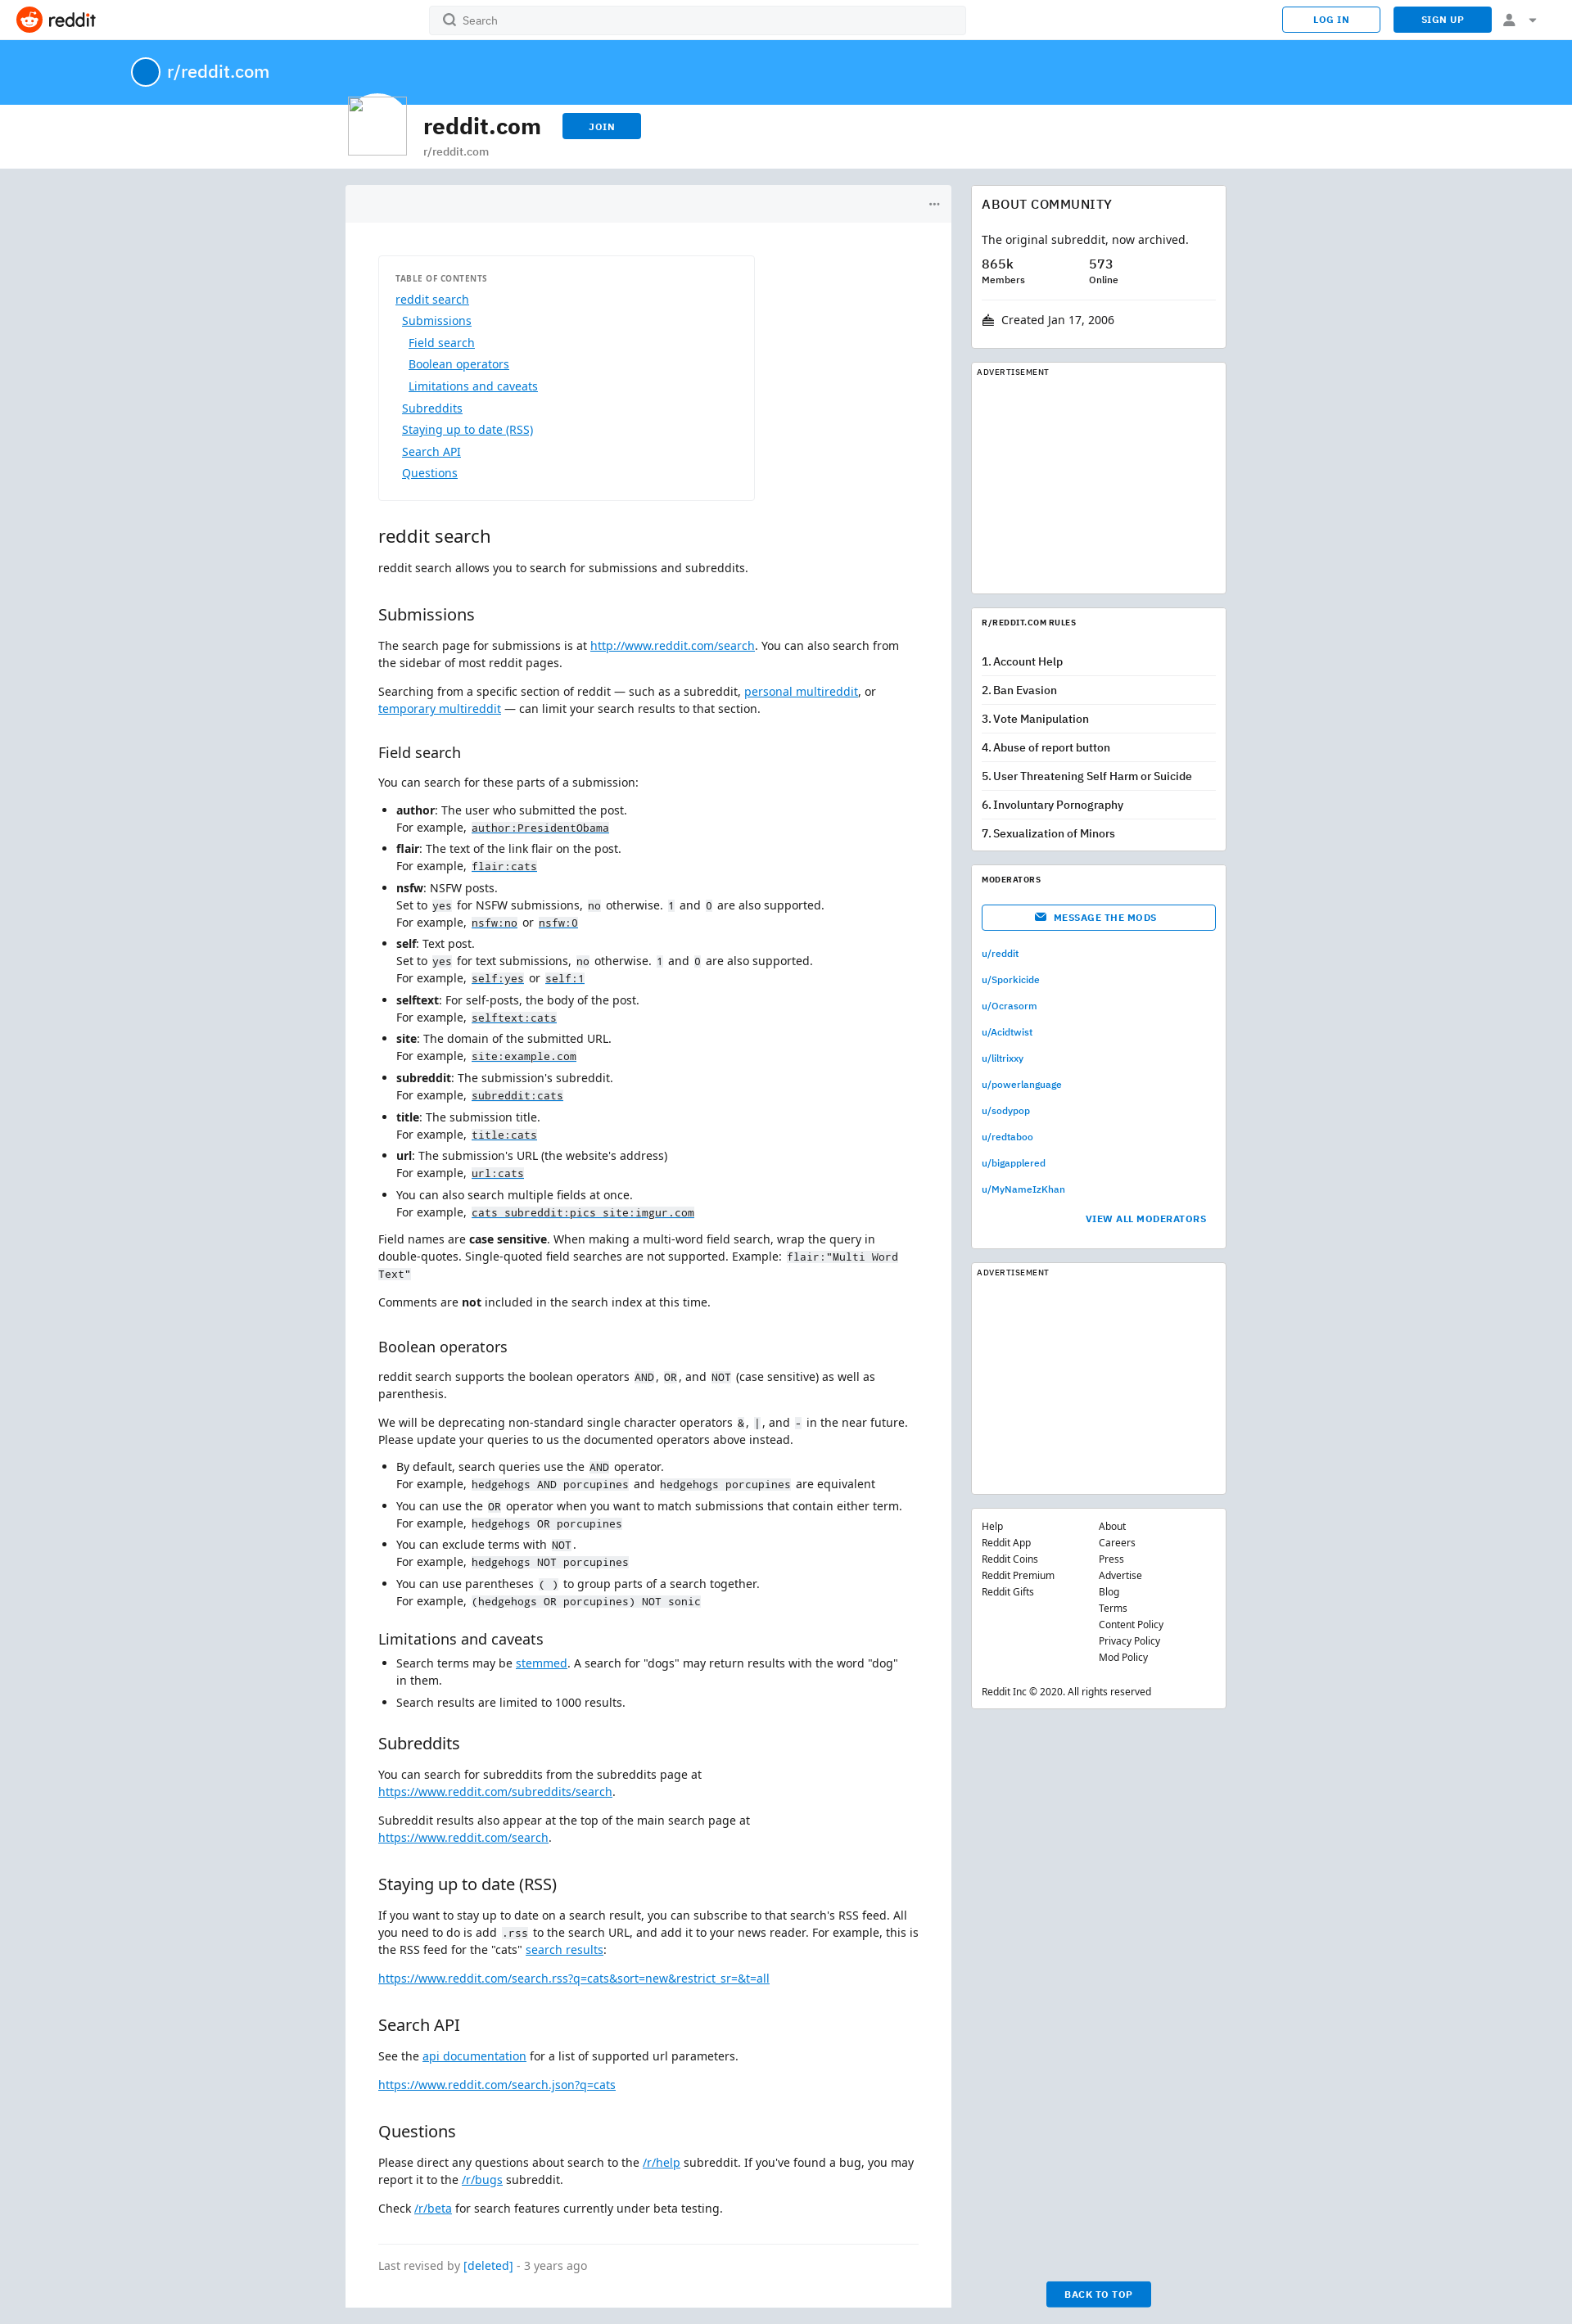 reddit
Search
LOG IN
SIGN UP
r/reddit.com
reddit.com
JOIN
r/reddit.com
TABLE OF CONTENTS
reddit search
Submissions
Field search
Boolean operators
Limitations and caveats
Subreddits
Staying up to date (RSS)
Search API
Questions
reddit search
reddit search allows you to search for submissions and subreddits.
Submissions
The search page for submissions is at http://www.reddit.com/search. You can also search from
the sidebar of most reddit pages.
Searching from a specific section of reddit — such as a subreddit, personal multireddit, or
temporary multireddit — can limit your search results to that section.
Field search
You can search for these parts of a submission:
• author: The user who submitted the post.
For example, author:PresidentObama
• flair: The text of the link flair on the post.
For example, flair:cats
• nsfw: NSFW posts.
Set to yes for NSFW submissions, no otherwise. 1 and 0 are also supported.
For example, nsfw:no or nsfw:0
• self: Text post.
Set to yes for text submissions, no otherwise. 1 and 0 are also supported.
For example, self:yes or self:1
• selftext: For self-posts, the body of the post.
For example, selftext:cats
• site: The domain of the submitted URL.
For example, site:example.com
• subreddit: The submission's subreddit.
For example, subreddit:cats
• title: The submission title.
For example, title:cats
• url: The submission's URL (the website's address)
For example, url:cats
• You can also search multiple fields at once.
For example, cats subreddit:pics site:imgur.com
Field names are case sensitive. When making a multi-word field search, wrap the query in
double-quotes. Single-quoted field searches are not supported. Example: flair:"Multi Word
Text"
Comments are not included in the search index at this time.
Boolean operators
reddit search supports the boolean operators AND, OR, and NOT (case sensitive) as well as
parenthesis.
We will be deprecating non-standard single character operators &, |, and - in the near future.
Please update your queries to us the documented operators above instead.
• By default, search queries use the AND operator.
For example, hedgehogs AND porcupines and hedgehogs porcupines are equivalent
• You can use the OR operator when you want to match submissions that contain either term.
For example, hedgehogs OR porcupines
• You can exclude terms with NOT.
For example, hedgehogs NOT porcupines
• You can use parentheses ( ) to group parts of a search together.
For example, (hedgehogs OR porcupines) NOT sonic
Limitations and caveats
• Search terms may be stemmed. A search for "dogs" may return results with the word "dog"
in them.
• Search results are limited to 1000 results.
Subreddits
You can search for subreddits from the subreddits page at
https://www.reddit.com/subreddits/search.
Subreddit results also appear at the top of the main search page at
https://www.reddit.com/search.
Staying up to date (RSS)
If you want to stay up to date on a search result, you can subscribe to that search's RSS feed. All
you need to do is add .rss to the search URL, and add it to your news reader. For example, this is
the RSS feed for the "cats" search results:
https://www.reddit.com/search.rss?q=cats&sort=new&restrict_sr=&t=all
Search API
See the api documentation for a list of supported url parameters.
https://www.reddit.com/search.json?q=cats
Questions
Please direct any questions about search to the /r/help subreddit. If you've found a bug, you may
report it to the /r/bugs subreddit.
Check /r/beta for search features currently under beta testing.
Last revised by [deleted] - 3 years ago
ABOUT COMMUNITY
The original subreddit, now archived.
865k 573
Members Online
Created Jan 17, 2006
ADVERTISEMENT
R/REDDIT.COM RULES
1. Account Help
2. Ban Evasion
3. Vote Manipulation
4. Abuse of report button
5. User Threatening Self Harm or Suicide
6. Involuntary Pornography
7. Sexualization of Minors
MODERATORS
MESSAGE THE MODS
u/reddit
u/Sporkicide
u/Ocrasorm
u/Acidtwist
u/liltrixxy
u/powerlanguage
u/sodypop
u/redtaboo
u/bigapplered
u/MyNameIzKhan
VIEW ALL MODERATORS
ADVERTISEMENT
Help
Reddit App
Reddit Coins
Reddit Premium
Reddit Gifts
About
Careers
Press
Advertise
Blog
Terms
Content Policy
Privacy Policy
Mod Policy
Reddit Inc © 2020. All rights reserved
BACK TO TOP